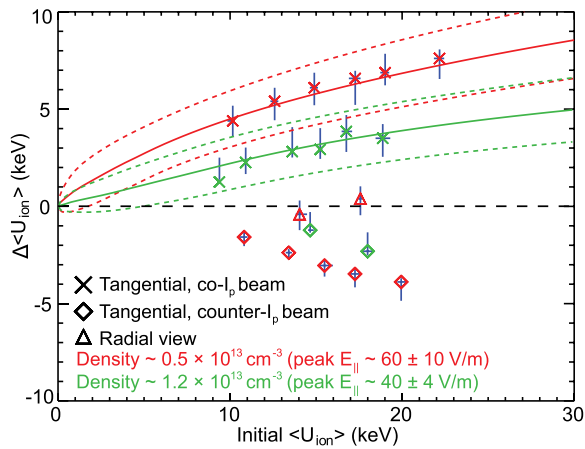 10
5
0
-5
-10
Δ<U_ion> (keV)
Tangential, co-I_p beam
Tangential, counter-I_p beam
Radial view
Density ~ 0.5 × 10^13 cm^-3 (peak E_|| ~ 60 ± 10 V/m)
Density ~ 1.2 × 10^13 cm^-3 (peak E_|| ~ 40 ± 4 V/m)
0 10 20 30
Initial <U_ion> (keV)